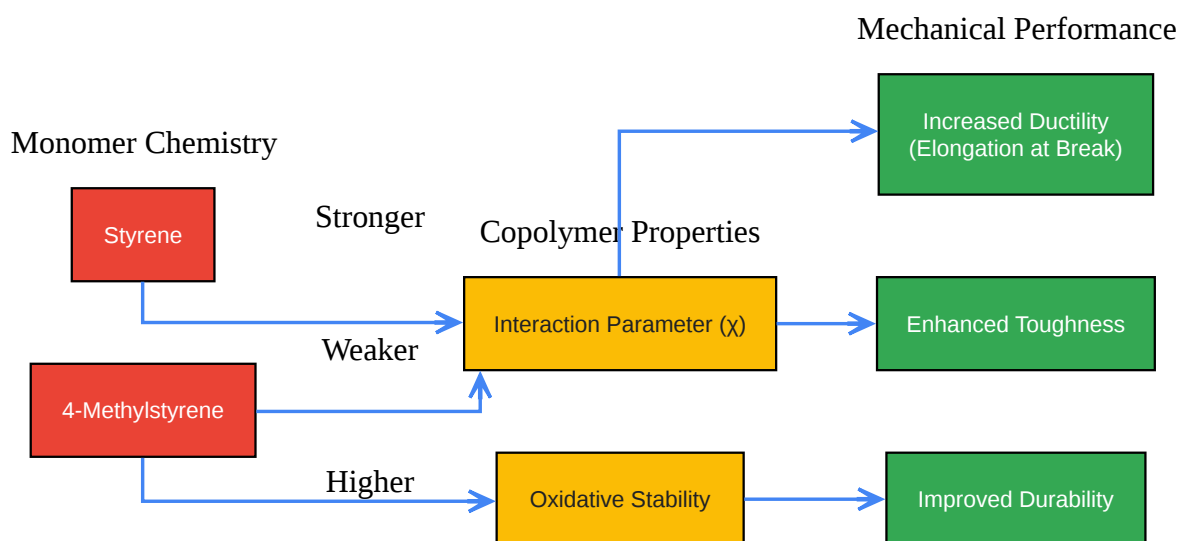 Mechanical Performance
Increased Ductility
(Elongation at Break)
Monomer Chemistry
Styrene
Stronger
Copolymer Properties
Interaction Parameter (χ)
Enhanced Toughness
Weaker
4-Methylstyrene
Higher
Oxidative Stability
Improved Durability